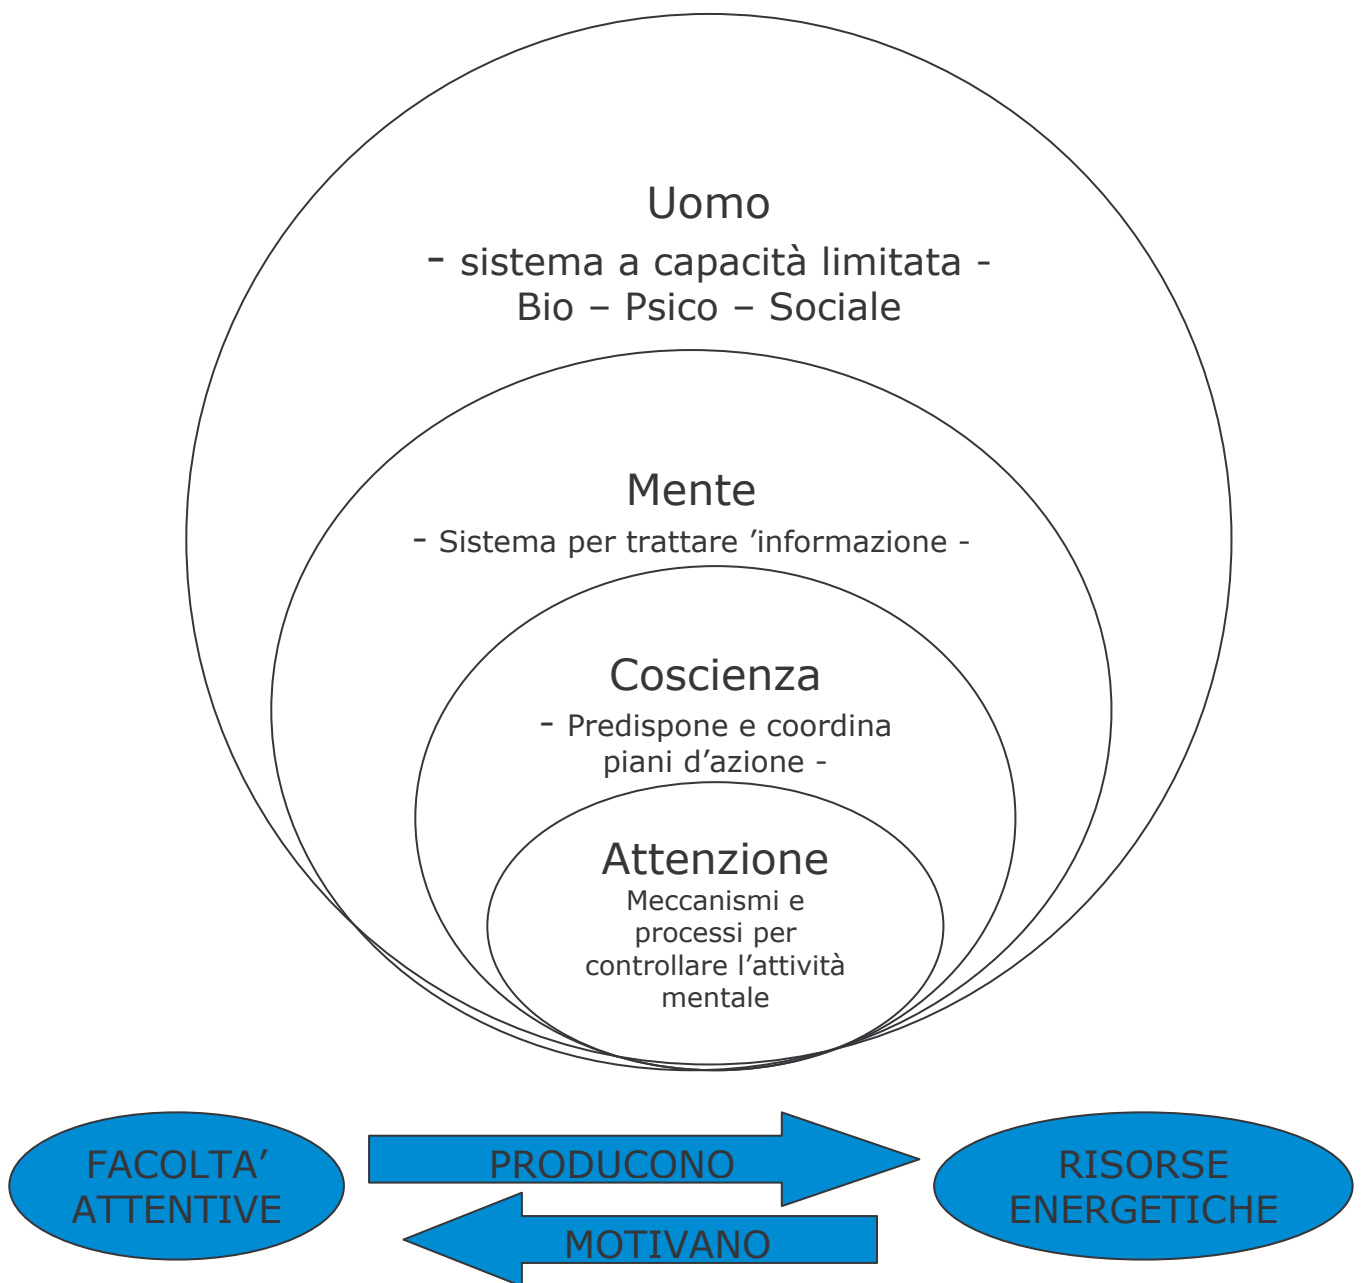 Uomo
- sistema a capacità limitata -
Bio – Psico – Sociale
Mente
- Sistema per trattare ’informazione -
Coscienza
- Predispone e coordina
piani d’azione -
Attenzione
Meccanismi e
processi per
controllare l’attività
mentale
FACOLTA’
ATTENTIVE
PRODUCONO
MOTIVANO
RISORSE
ENERGETICHE